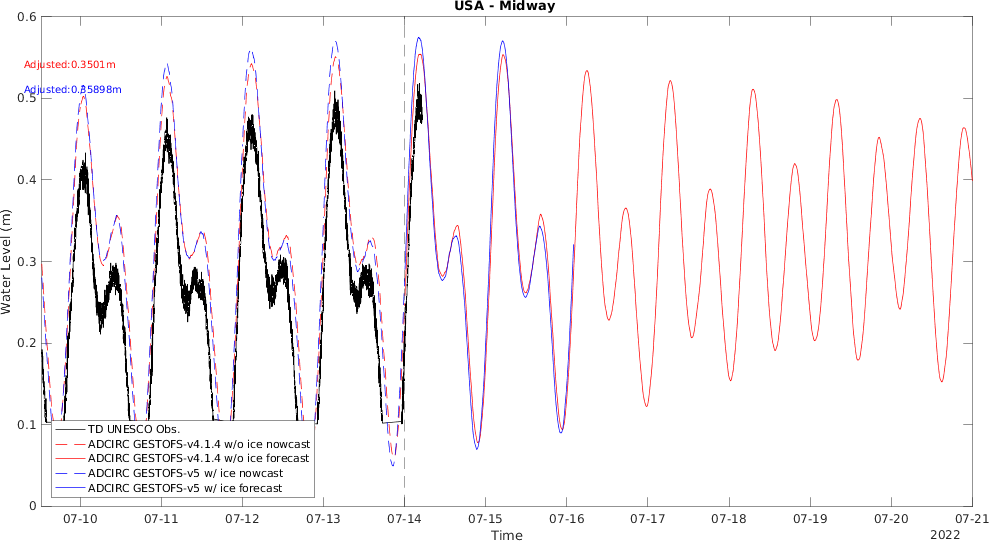 USA - Midway
0.6
0.5
0.4
0.3
0.2
0.1
0
Water Level (m)
Adjusted:0.3501m
Adjusted:0.35898m
TD UNESCO Obs.
ADCIRC GESTOFS-v4.1.4 w/o ice nowcast
ADCIRC GESTOFS-v4.1.4 w/o ice forecast
ADCIRC GESTOFS-v5 w/ ice nowcast
ADCIRC GESTOFS-v5 w/ ice forecast
07-10 07-11 07-12 07-13 07-14 07-15 07-16 07-17 07-18 07-19 07-20 07-21
Time
2022